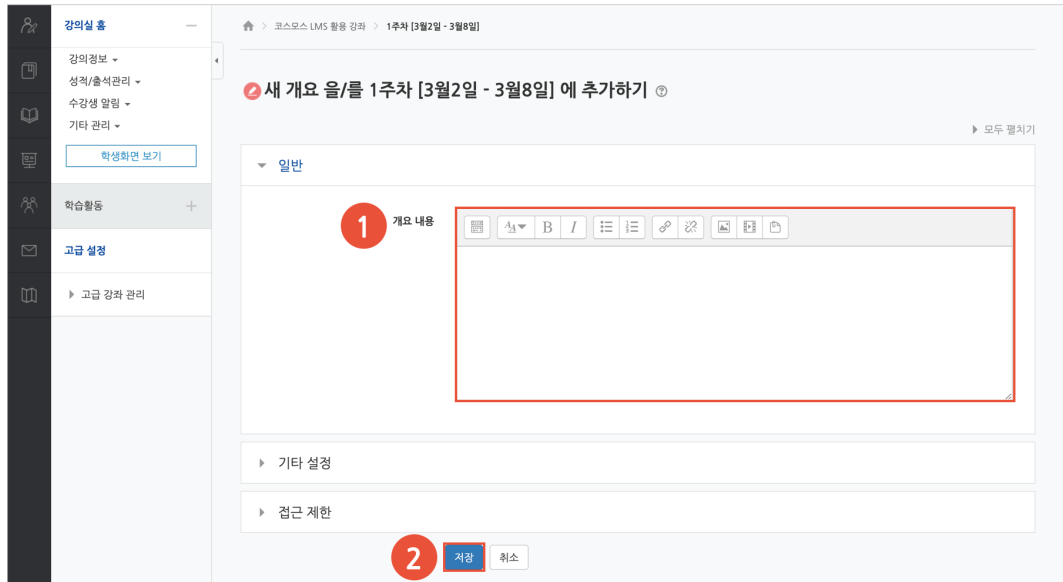 강의실 홈
코스모스 LMS 활용 강좌 > 1주차 [3월2일 - 3월8일]
강의정보
성적/출석관리
수강생 알림
기타 관리
학생화면 보기
학습활동
고급 설정
고급 강좌 관리
새 개요 을/를 1주차 [3월2일 - 3월8일] 에 추가하기
모두 펼치기
일반
1
개요 내용
B I
기타 설정
접근 제한
2
저장
취소